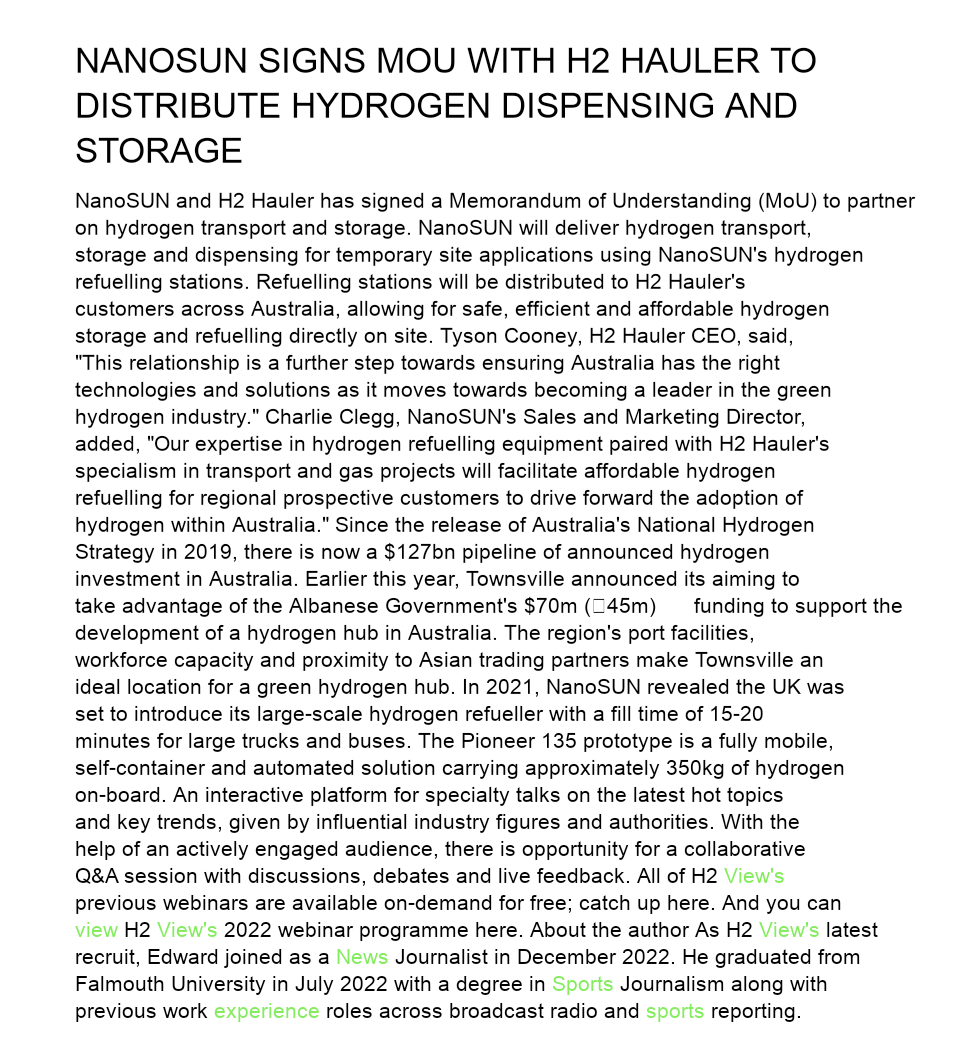 NANOSUN SIGNS MOU WITH H2 HAULER TO
DISTRIBUTE HYDROGEN DISPENSING AND
STORAGE
NanoSUN and H2 Hauler has signed a Memorandum of Understanding (MoU) to partner
on hydrogen transport and storage. NanoSUN will deliver hydrogen transport,
storage and dispensing for temporary site applications using NanoSUN's hydrogen
refuelling stations. Refuelling stations will be distributed to H2 Hauler's
customers across Australia, allowing for safe, efficient and affordable hydrogen
storage and refuelling directly on site. Tyson Cooney, H2 Hauler CEO, said,
"This relationship is a further step towards ensuring Australia has the right
technologies and solutions as it moves towards becoming a leader in the green
hydrogen industry." Charlie Clegg, NanoSUN's Sales and Marketing Director,
added, "Our expertise in hydrogen refuelling equipment paired with H2 Hauler's
specialism in transport and gas projects will facilitate affordable hydrogen
refuelling for regional prospective customers to drive forward the adoption of
hydrogen within Australia." Since the release of Australia's National Hydrogen
Strategy in 2019, there is now a $127bn pipeline of announced hydrogen
investment in Australia. Earlier this year, Townsville announced its aiming to
take advantage of the Albanese Government's $70m (□45m) funding to support the
development of a hydrogen hub in Australia. The region's port facilities,
workforce capacity and proximity to Asian trading partners make Townsville an
ideal location for a green hydrogen hub. In 2021, NanoSUN revealed the UK was
set to introduce its large-scale hydrogen refueller with a fill time of 15-20
minutes for large trucks and buses. The Pioneer 135 prototype is a fully mobile,
self-container and automated solution carrying approximately 350kg of hydrogen
on-board. An interactive platform for specialty talks on the latest hot topics
and key trends, given by influential industry figures and authorities. With the
help of an actively engaged audience, there is opportunity for a collaborative
Q&A session with discussions, debates and live feedback. All of H2 View's
previous webinars are available on-demand for free; catch up here. And you can
view H2 View's 2022 webinar programme here. About the author As H2 View's latest
recruit, Edward joined as a News Journalist in December 2022. He graduated from
Falmouth University in July 2022 with a degree in Sports Journalism along with
previous work experience roles across broadcast radio and sports reporting.